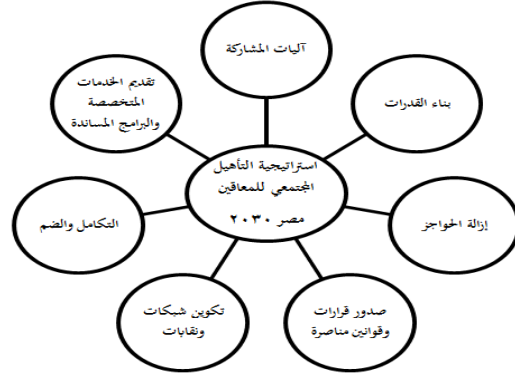 آليات المشاركة
بناء القدرات
إزالة الحواجز
صدور قرارات
وقوانين مناصرة
تكوين شبكات
ونقابات
التكامل والضم
تقديم الخدمات
المتخصصة
والبرامج المساندة
استراتيجية التأهيل
المجتمعي للمعاقين
مصر ٢٠٣٠